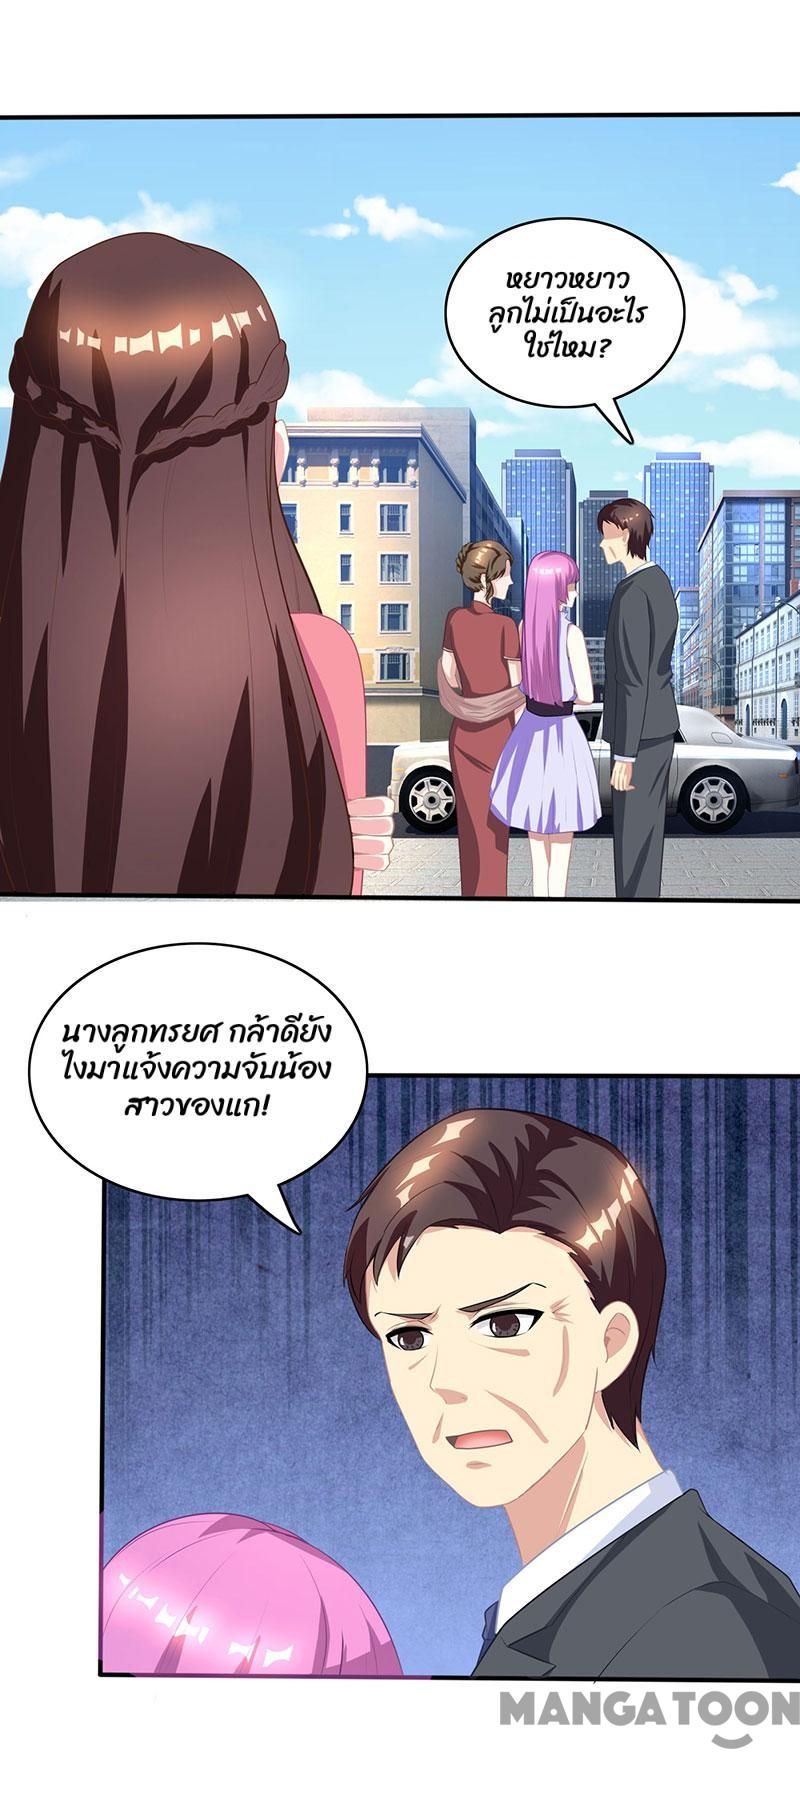 หยาวหยาว
ลูกไม่เป็นอะไร
ใช่ไหม?
นางลูกทรยศ กล้าดียัง
ไงมาแจ้งความจับน้อง
สาวของแก!
MANGATOON